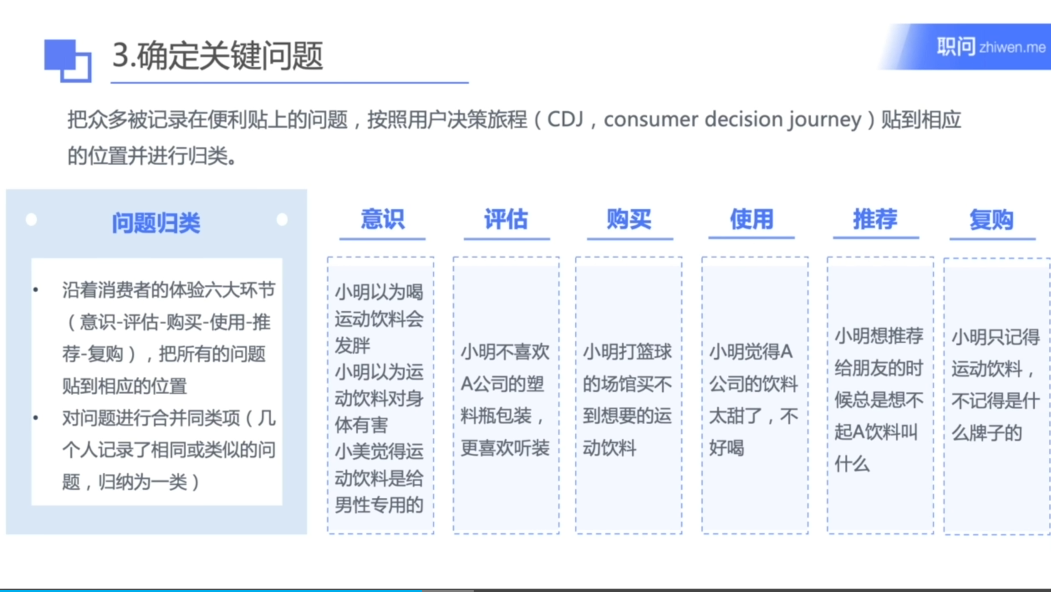 3.确定关键问题
职问 zhiwen.me
把众多被记录在便利贴上的问题，按照用户决策旅程（CDJ，consumer decision journey）贴到相应
的位置并进行归类。
问题归类
• 沿着消费者的体验六大环节
（意识-评估-购买-使用-推
荐-复购），把所有的问题
贴到相应的位置
• 对问题进行合并同类项（几
个人记录了相同或类似的问
题，归纳为一类）
意识
小明以为喝
运动饮料会
发胖
小明以为运
动饮料对身
体有害
小美觉得运
动饮料是给
男性专用的
评估
小明不喜欢
A公司的塑
料瓶包装，
更喜欢听装
购买
小明打篮球
的场馆买不
到想要的运
动饮料
使用
小明觉得A
公司的饮料
太甜了，不
好喝
推荐
小明想推荐
给朋友的时
候总是想不
起A饮料叫
什么
复购
小明只记得
运动饮料，
不记得是什
么牌子的